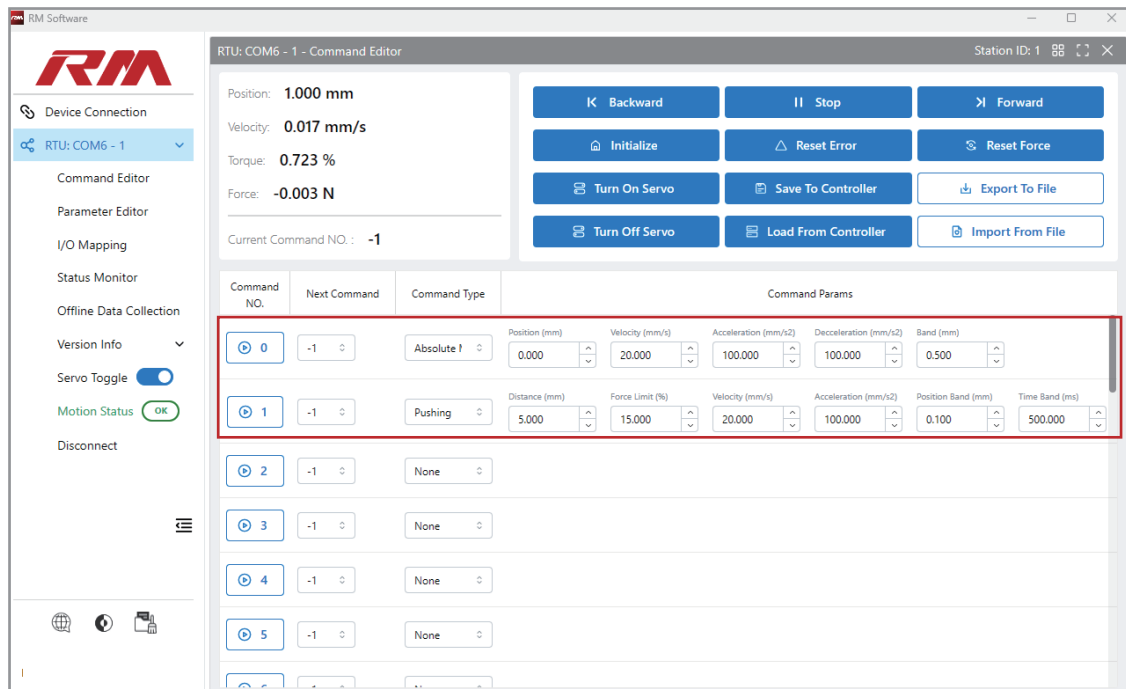 RM Software
RM
Device Connection
RTU: COM6 - 1
Command Editor
Parameter Editor
I/O Mapping
Status Monitor
Offline Data Collection
Version Info
Servo Toggle
Motion Status OK
Disconnect
RTU: COM6 - 1 - Command Editor Station ID: 1
Position: 1.000 mm
Velocity: 0.017 mm/s
Torque: 0.723 %
Force: -0.003 N
Current Command NO. : -1
Backward Stop Forward
Initialize Reset Error Reset Force
Turn On Servo Save To Controller Export To File
Turn Off Servo Load From Controller Import From File
Command NO. Next Command Command Type Command Params
Position (mm) Velocity (mm/s) Acceleration (mm/s2) Decceleration (mm/s2) Band (mm)
0 -1 Absolute 0.000 20.000 100.000 100.000 0.500
Distance (mm) Force Limit (%) Velocity (mm/s) Acceleration (mm/s2) Position Band (mm) Time Band (ms)
1 -1 Pushing 5.000 15.000 20.000 100.000 0.100 500.000
2 -1 None
3 -1 None
4 -1 None
5 -1 None